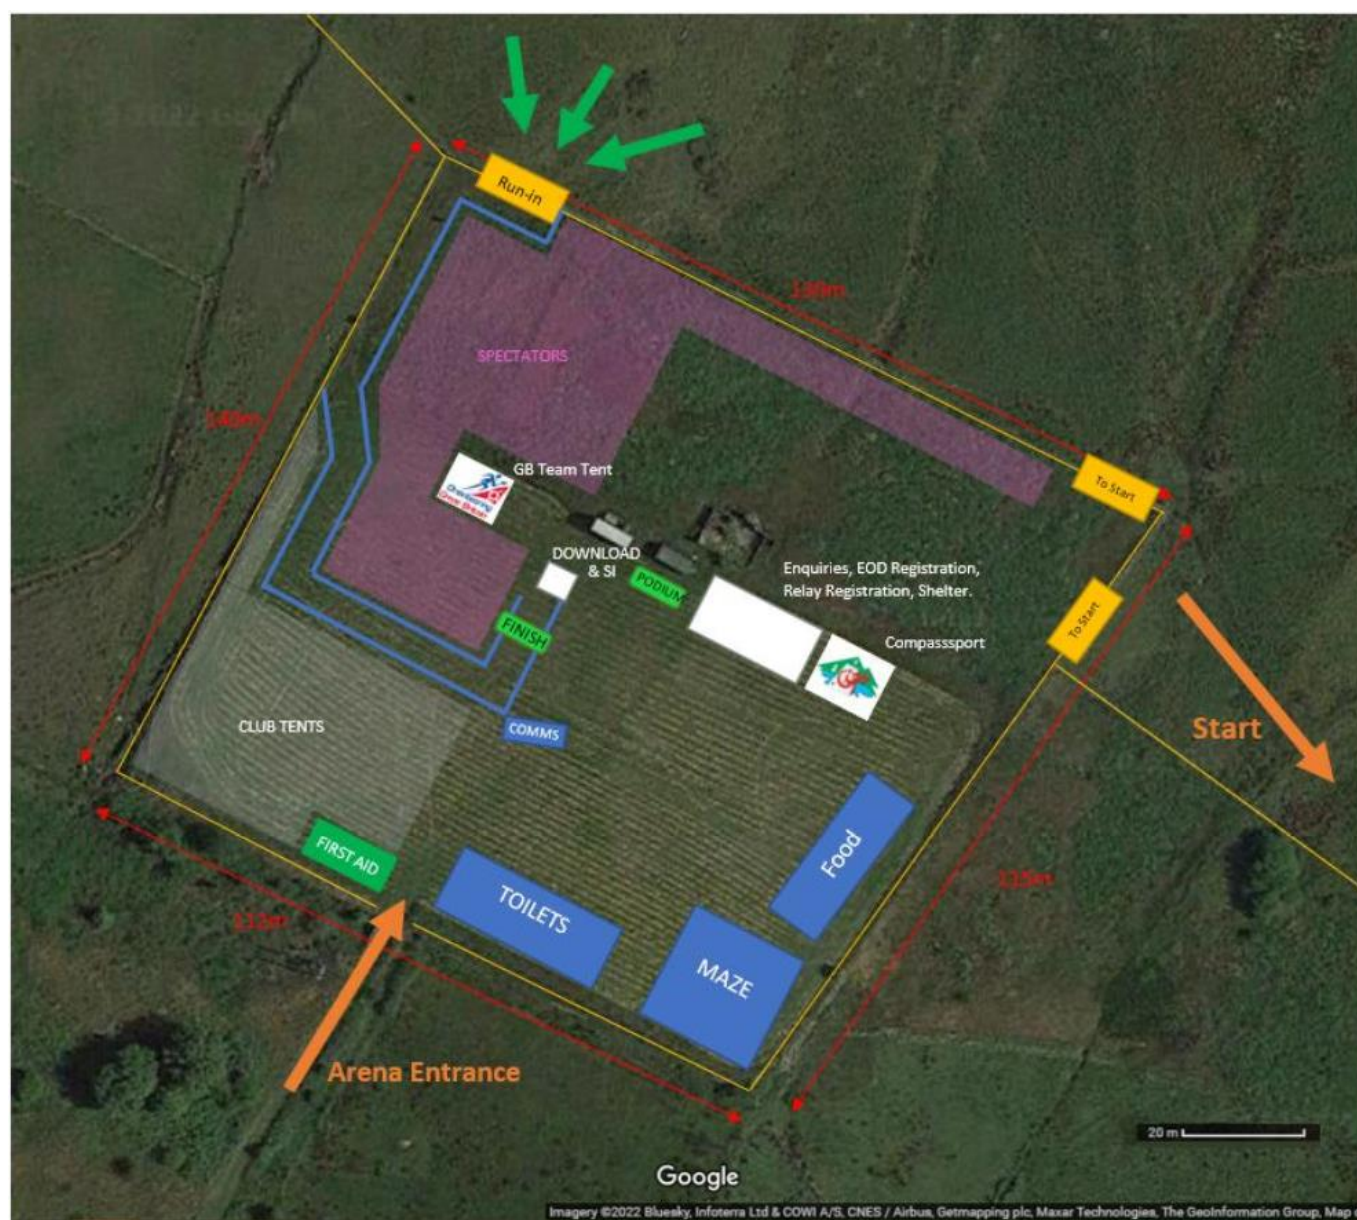 Run-in
130m
SPECTATORS
140m
GB Team Tent
To Start
DOWNLOAD
& SI
PODIUM
Enquiries, EOD Registration,
Relay Registration, Shelter.
To Start
FINISH
Compasssport
CLUB TENTS
COMMS
Start
FIRST AID
Food
115m
TOILETS
112m
MAZE
Arena Entrance
20 m
Google
Imagery ©2022 Bluesky, Infoterra Ltd & COWI A/S, CNES / Airbus, Getmapping plc, Maxar Technologies, The GeoInformation Group, Map